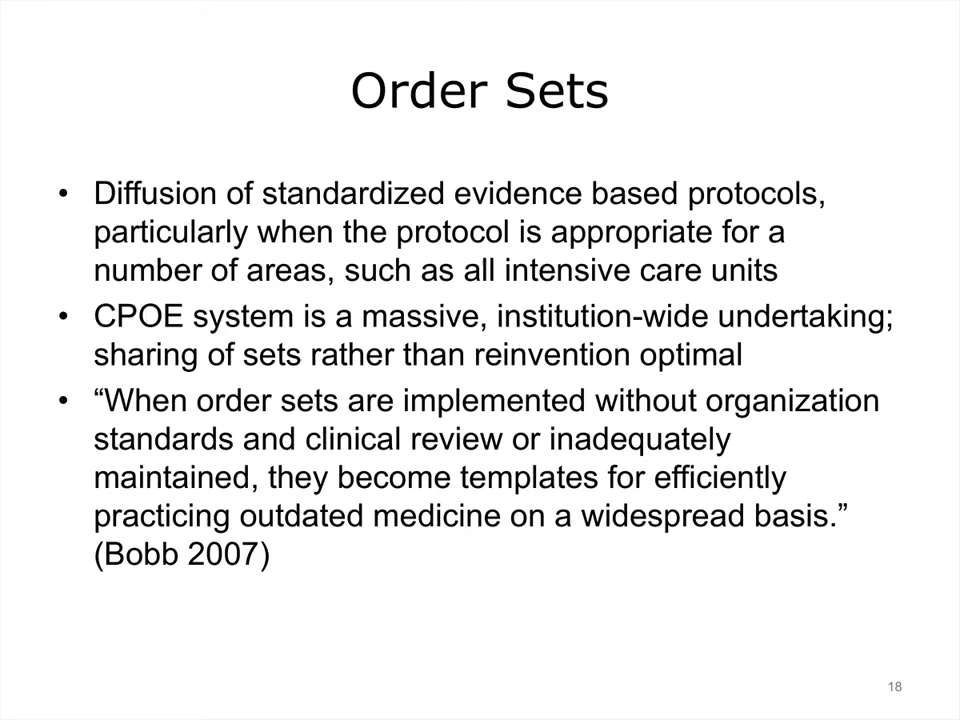 Order Sets
• Diffusion of standardized evidence based protocols,
particularly when the protocol is appropriate for a
number of areas, such as all intensive care units
• CPOE system is a massive, institution-wide undertaking;
sharing of sets rather than reinvention optimal
• “When order sets are implemented without organization
standards and clinical review or inadequately
maintained, they become templates for efficiently
practicing outdated medicine on a widespread basis.”
(Bobb 2007)
18